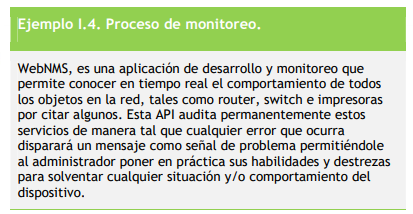 Ejemplo I.4. Proceso de monitoreo.
WebNMS, es una aplicación de desarrollo y monitoreo que
permite conocer en tiempo real el comportamiento de todos
los objetos en la red, tales como router, switch e impresoras
por citar algunos. Esta API audita permanentemente estos
servicios de manera tal que cualquier error que ocurra
disparará un mensaje como señal de problema permitiéndole
al administrador poner en práctica sus habilidades y destrezas
para solventar cualquier situación y/o comportamiento del
dispositivo.